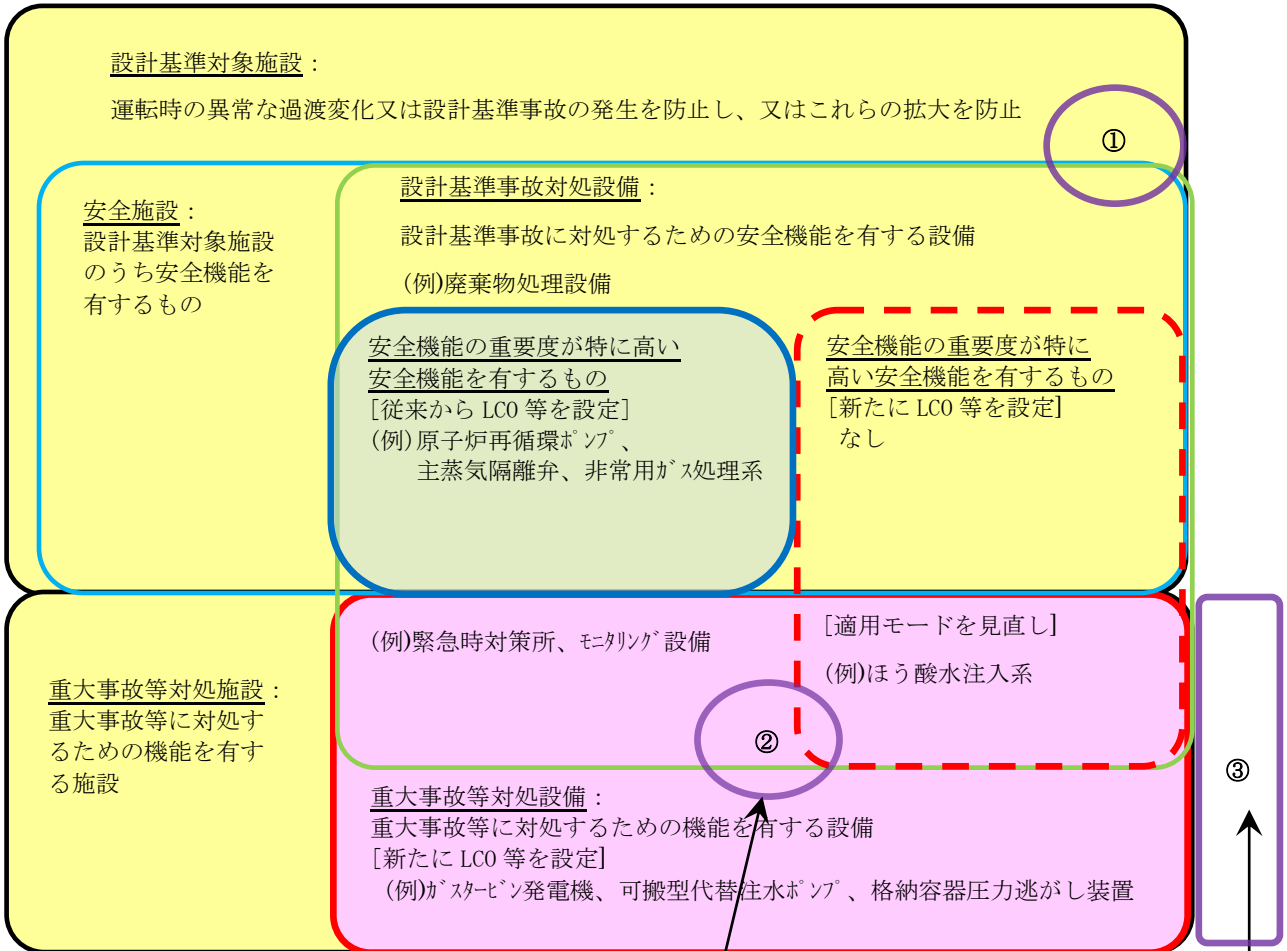 設計基準対象施設：
運転時の異常な過渡変化又は設計基準事故の発生を防止し、又はこれらの拡大を防止
①
設計基準事故対処設備：
設計基準事故に対処するための安全機能を有する設備
(例)廃棄物処理設備
安全施設：
設計基準対象施設
のうち安全機能を
有するもの
安全機能の重要度が特に高い
安全機能を有するもの
[従来から LCO 等を設定]
(例)原子炉再循環ﾎﾟﾝﾌﾟ、
主蒸気隔離弁、非常用ｶﾞｽ処理系
安全機能の重要度が特に
高い安全機能を有するもの
[新たに LCO 等を設定]
なし
(例)緊急時対策所、ﾓﾆﾀﾘﾝｸﾞ設備
[適用モードを見直し]
(例)ほう酸水注入系
重大事故等対処施設：
重大事故等に対処す
るための機能を有す
る施設
②
③
重大事故等対処設備：
重大事故等に対処するための機能を有する設備
[新たに LCO 等を設定]
(例)ｶﾞｽﾀｰﾋﾞﾝ発電機、可搬型代替注水ﾎﾟﾝﾌﾟ、格納容器圧力逃がし装置